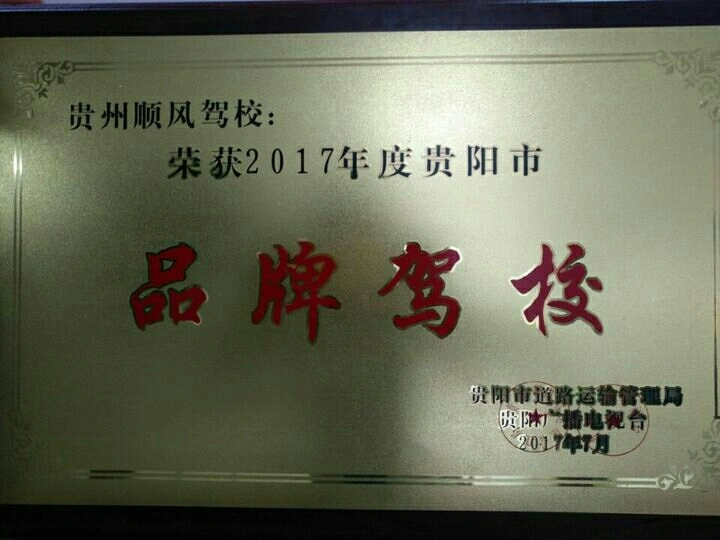 贵州顺风驾校：
荣获2017年度贵阳市
品牌驾校
贵阳市道路运输管理局
贵阳广播电视台
2017年7月